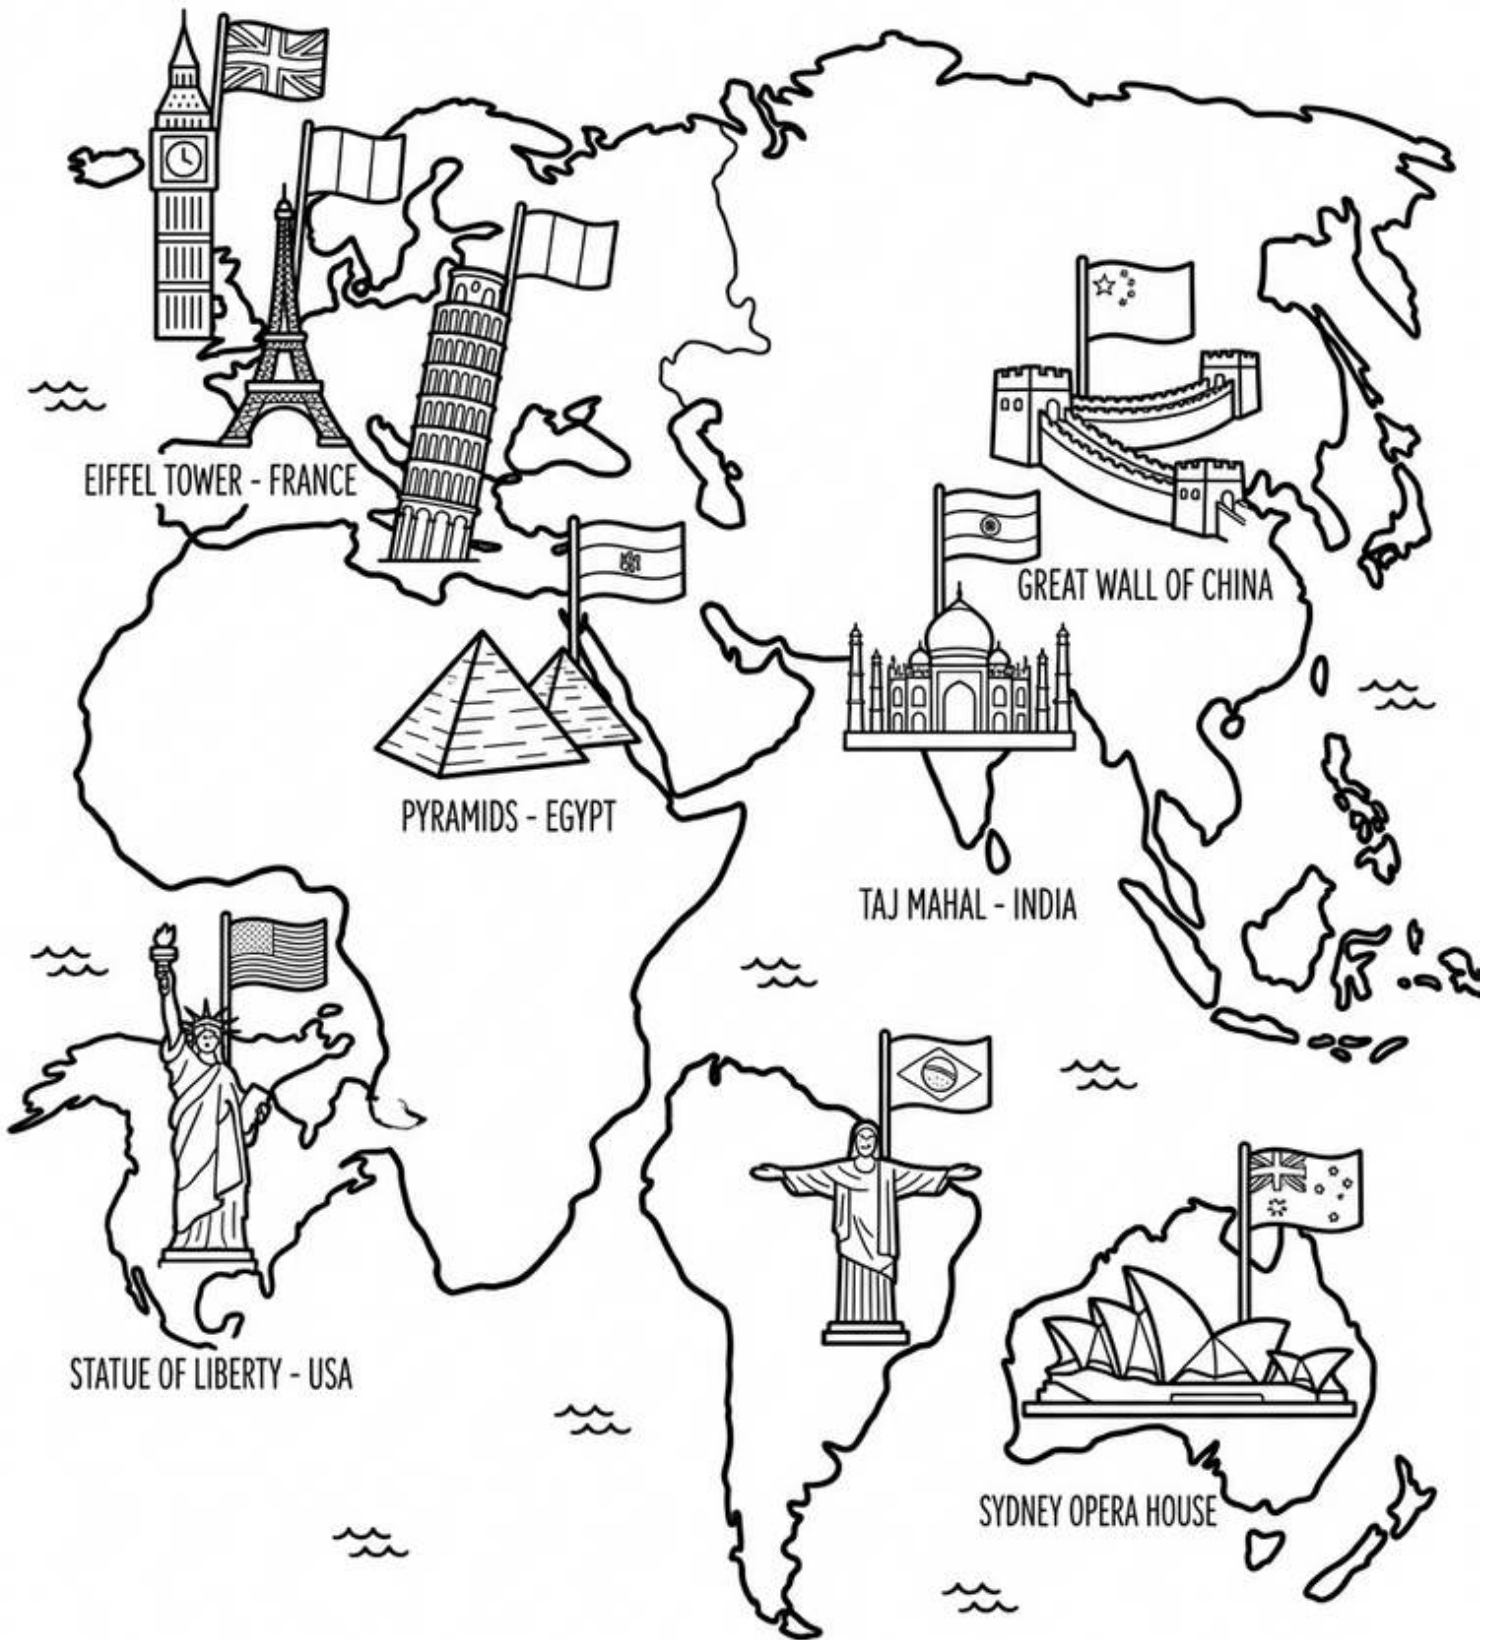 EIFFEL TOWER - FRANCE
GREAT WALL OF CHINA
PYRAMIDS - EGYPT
TAJ MAHAL - INDIA
STATUE OF LIBERTY - USA
SYDNEY OPERA HOUSE